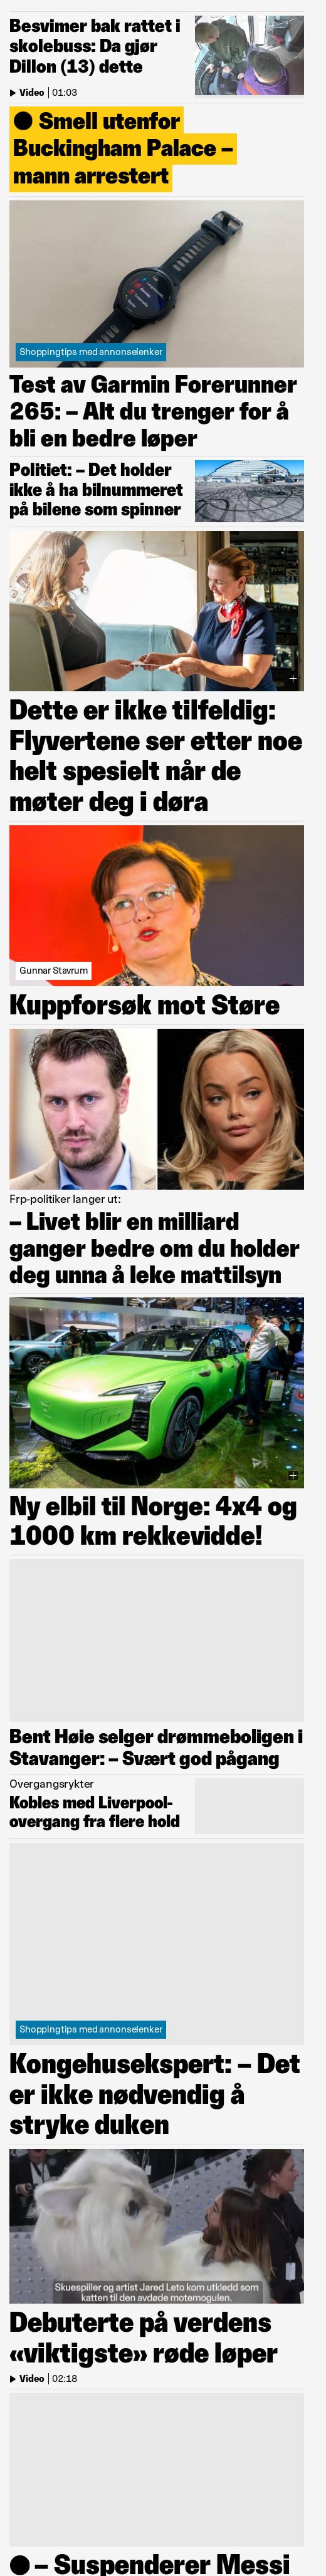 Besvimer bak rattet i
skolebuss: Da gjør
Dillon (13) dette
Video | 01:03
Smell utenfor
Buckingham Palace –
mann arrestert
Shoppingtips med annonselenker
Test av Garmin Forerunner
265: – Alt du trenger for å
bli en bedre løper
Politiet: – Det holder
ikke å ha bilnummeret
på bilene som spinner
Dette er ikke tilfeldig:
Flyvertene ser etter noe
helt spesielt når de
møter deg i døra
Gunnar Stavrum
Kuppforsøk mot Støre
Frp-politiker langer ut:
– Livet blir en milliard
ganger bedre om du holder
deg unna å leke mattilsyn
Ny elbil til Norge: 4x4 og
1000 km rekkevidde!
Bent Høie selger drømmeboligen i
Stavanger: – Svært god pågang
Overgangsrykter
Kobles med Liverpool-
overgang fra flere hold
Shoppingtips med annonselenker
Kongehusekspert: – Det
er ikke nødvendig å
stryke duken
Skuespiller og artist Jared Leto kom utkledd som
katten til den avdøde motemogulen.
Debuterte på verdens
«viktigste» røde løper
Video | 02:18
– Suspenderer Messi